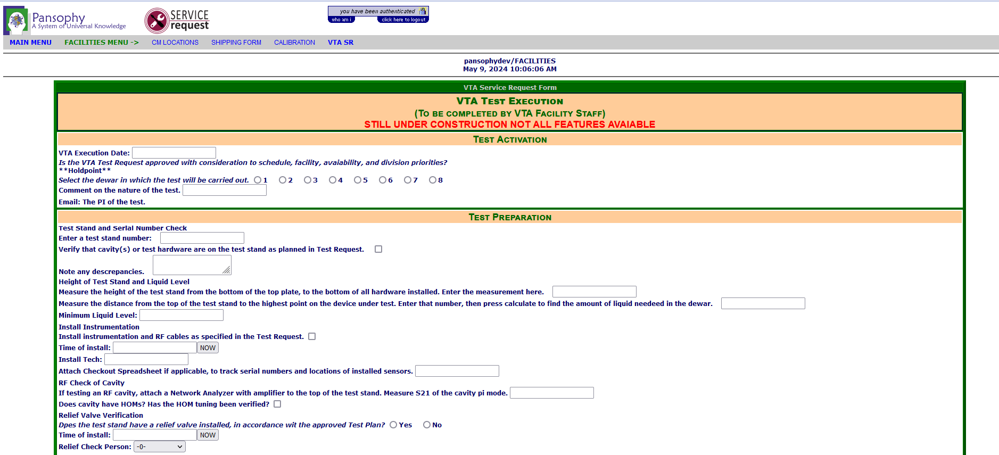 Pansophy
A System of Universal Knowledge
SERVICE
request
you have been authenticated
who am i click here to logout
MAIN MENU FACILITIES MENU -> CM LOCATIONS SHIPPING FORM CALIBRATION VTA SR
pansophydev/FACILITIES
May 9, 2024 10:06:06 AM
VTA Service Request Form
VTA Test Execution
(To be completed by VTA Facility Staff)
STILL UNDER CONSTRUCTION NOT ALL FEATURES AVAIABLE
Test Activation
VTA Execution Date:
Is the VTA Test Request approved with consideration to schedule, facility, avaiability, and division priorities?
**Holdpoint**
Select the dewar in which the test will be carried out. 1 2 3 4 5 6 7 8
Comment on the nature of the test.
Email: The PI of the test.
Test Preparation
Test Stand and Serlal Number Check
Enter a test stand number:
Verify that cavity(s) or test hardware are on the test stand as planned in Test Request.
Note any descrepancies.
Height of Test Stand and Liquid Level
Measure the height of the test stand from the bottom of the top plate, to the bottom of all hardware installed. Enter the measurement here.
Measure the distance from the top of the test stand to the highest point on the device under test. Enter that number, then press calculate to find the amount of liquid needeed in the dewar.
Minimum Liquid Level:
Install Instrumentation
Install instrumentation and RF cables as specified in the Test Request.
Time of install: NOW
Install Tech:
Attach Checkout Spreadsheet if applicable, to track serial numbers and locations of installed sensors.
RF Check of Cavity
If testing an RF cavity, attach a Network Analyzer with amplifier to the top of the test stand. Measure S21 of the cavity pi mode.
Does cavity have HOMs? Has the HOM tuning been verified?
Relief Valve Verification
Dpes the test stand have a relief valve installed, in accordance wit the approved Test Plan? Yes No
Time of install: NOW
Relief Check Person: -0-